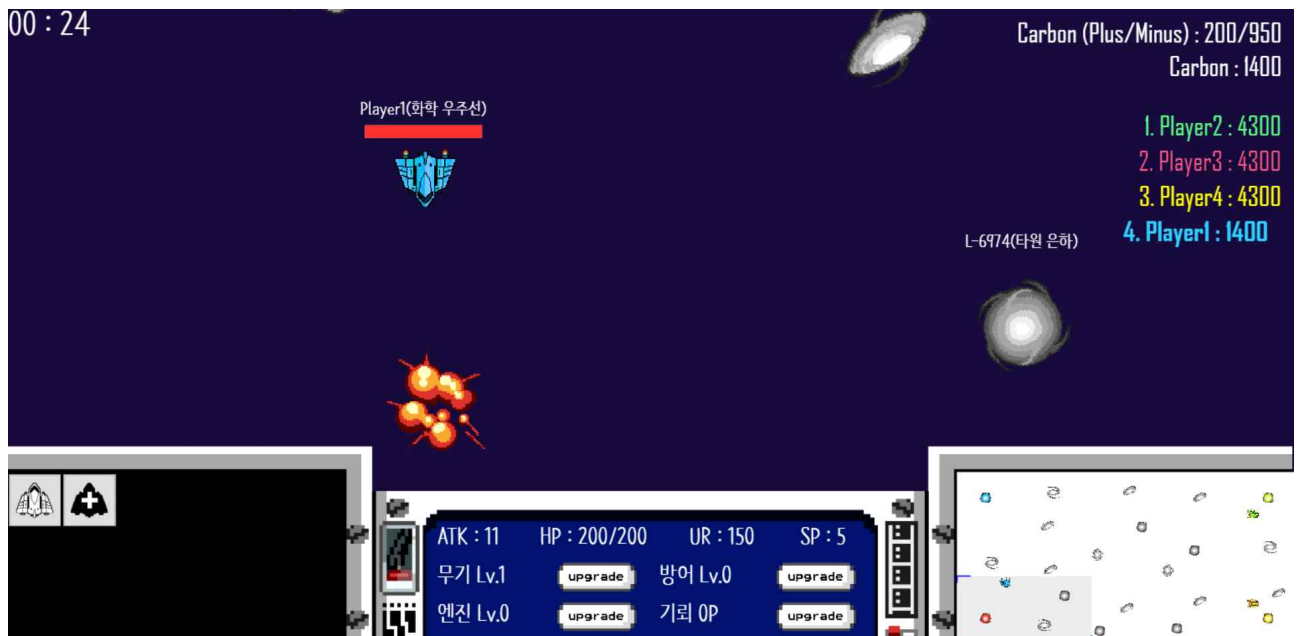 00 : 24
Carbon (Plus/Minus) : 200/950
Carbon : 1400
Player1(화학 우주선)
1. Player2 : 4300
2. Player3 : 4300
3. Player4 : 4300
4. Player1 : 1400
L-6974(타원 은하)
ATK : 11 HP : 200/200 UR : 150 SP : 5
무기 Lv.1 upgrade 방어 Lv.0 upgrade
엔진 Lv.0 upgrade 기뢰 0P upgrade